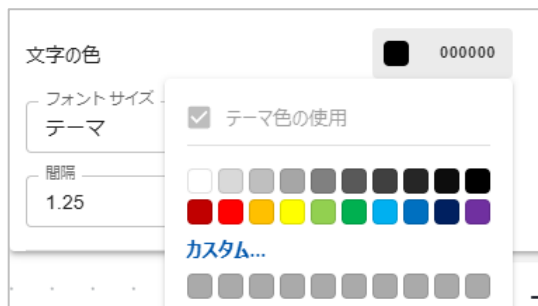 文字の色
000000
フォント サイズ
テーマ
テーマ色の使用
間隔
1.25
カスタム...